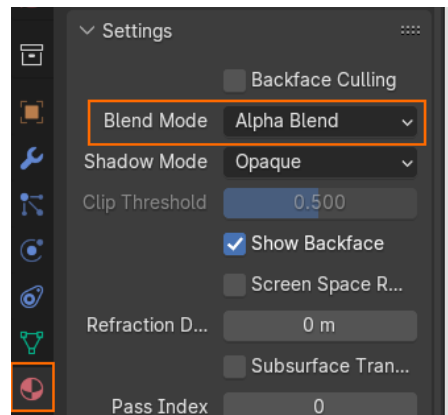 Settings
Backface Culling
Blend Mode Alpha Blend
Shadow Mode Opaque
Clip Threshold 0.500
Show Backface
Screen Space R...
Refraction D... 0 m
Subsurface Tran...
Pass Index 0